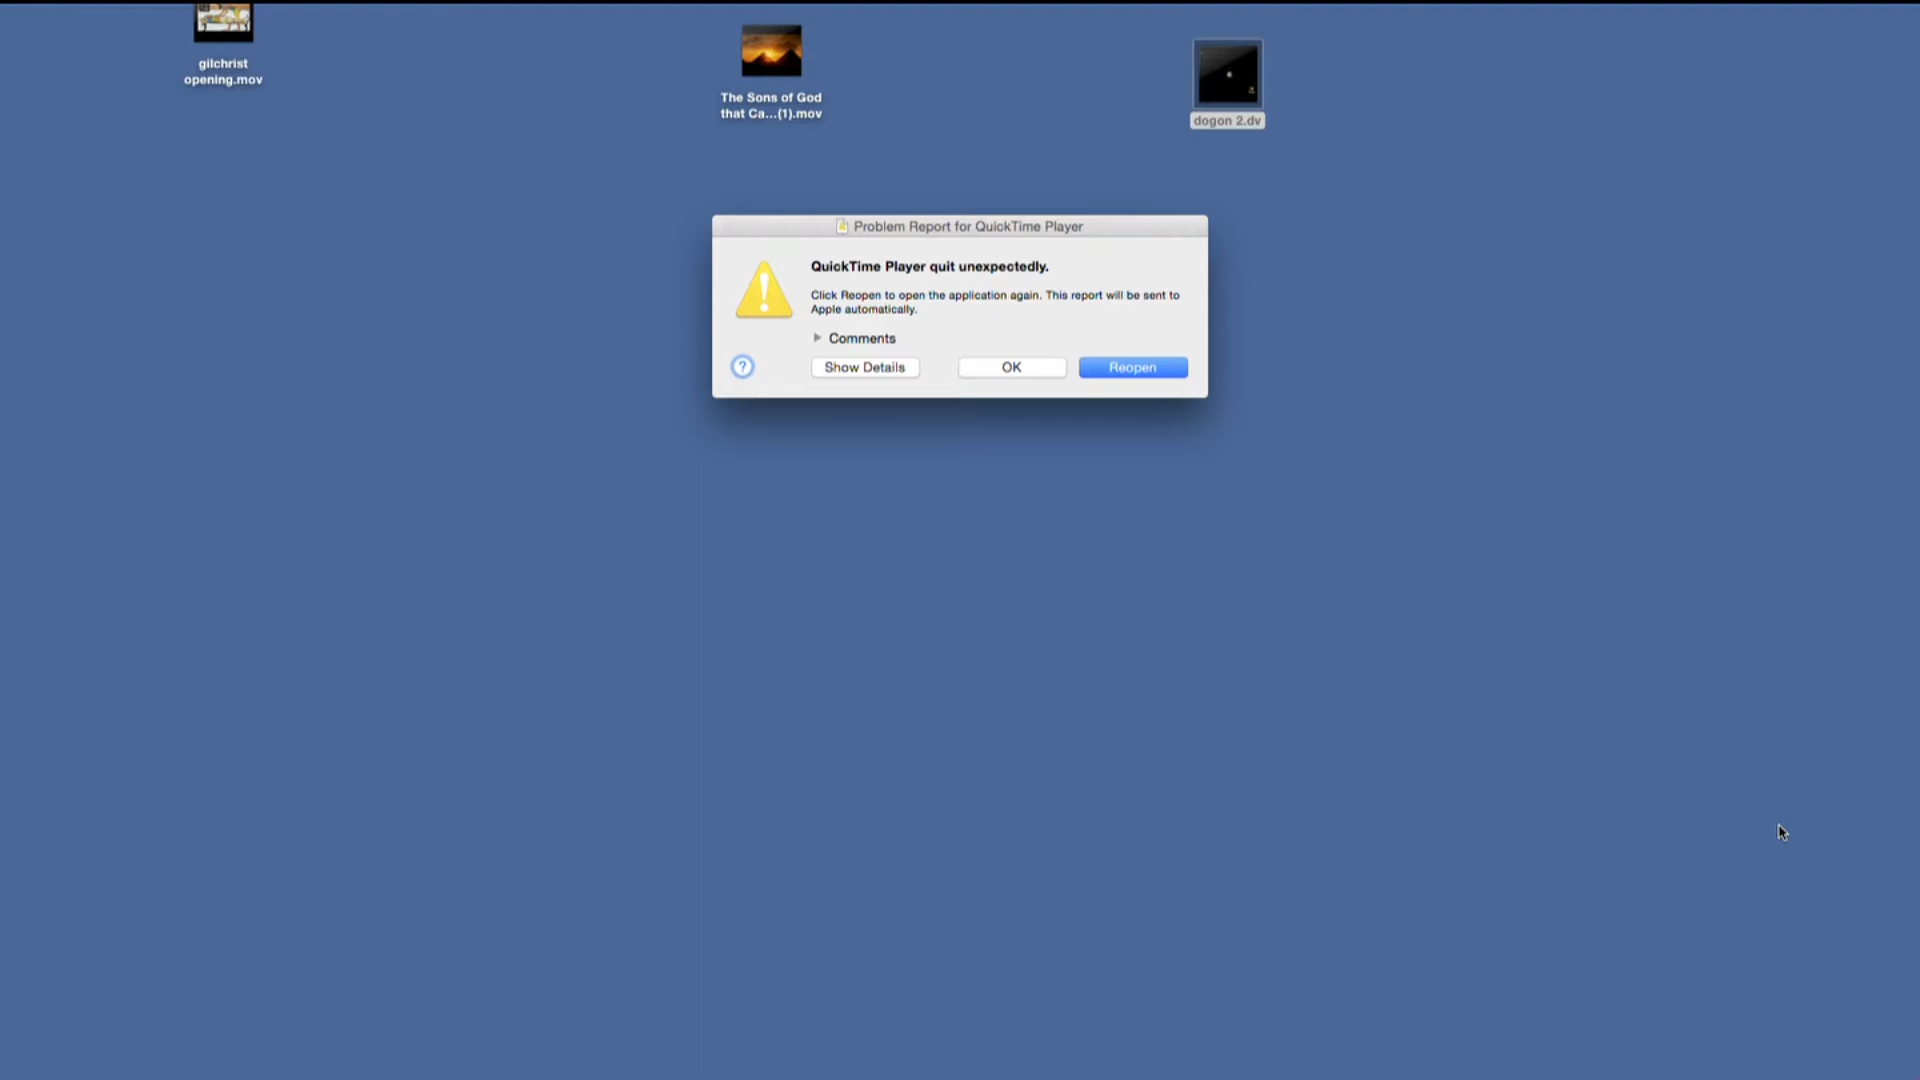 gilchrist
opening.mov
The Sons of God
that Ca...(1).mov
dogon 2.dv
Problem Report for QuickTime Player
QuickTime Player quit unexpectedly.
Click Reopen to open the application again. This report will be sent to
Apple automatically.
Comments
?
Show Details
OK
Reopen